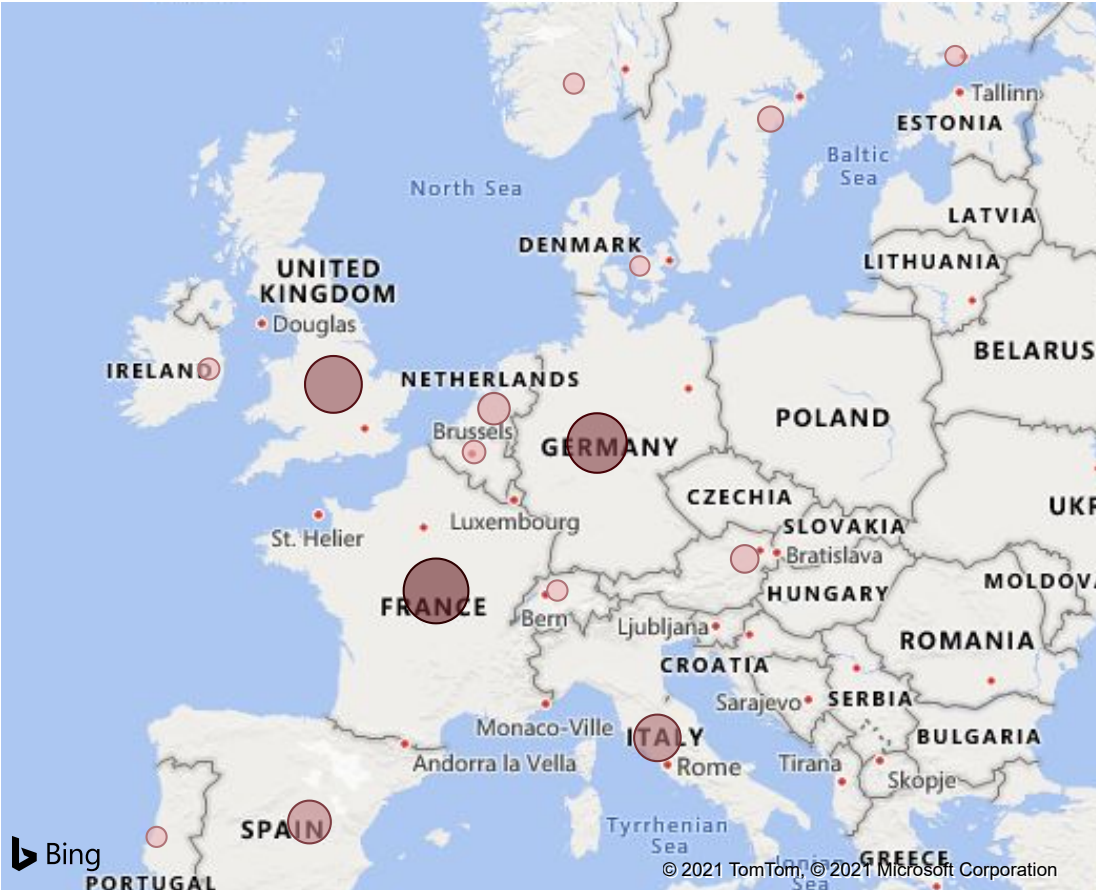 Tallinn
ESTONIA
Baltic
Sea
North Sea
LATVIA
DENMARK
LITHUANIA
UNITED
KINGDOM
Douglas
BELARUS
IRELAND
NETHERLANDS
POLAND
Brussels
GERMANY
CZECHIA
UKR
Luxembourg
SLOVAKIA
St. Helier
Bratislava
MOLDOVA
HUNGARY
FRANCE
Bern
Ljubljana
ROMANIA
CROATIA
SERBIA
Sarajevo
Monaco-Ville
ITALY
BULGARIA
Andorra la Vella
Rome
Tirana
Skopje
SPAIN
Tyrrhenian
Sea
Bing
Ionian
Sea
GREECE
© 2021 TomTom, © 2021 Microsoft Corporation
PORTUGAL